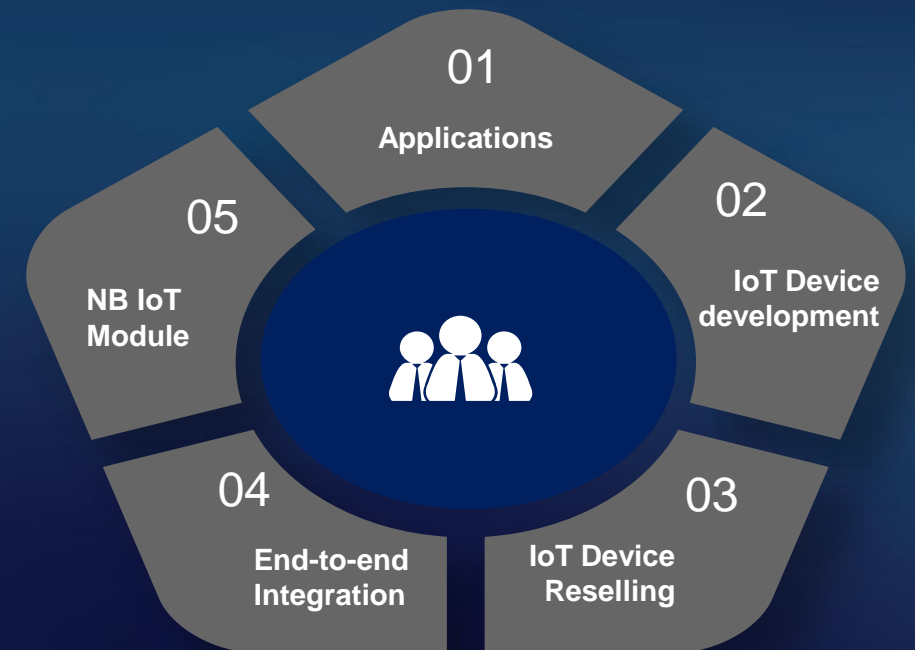 01
Applications
02
IoT Device
development
03
IoT Device
Reselling
04
End-to-end
Integration
05
NB IoT
Module